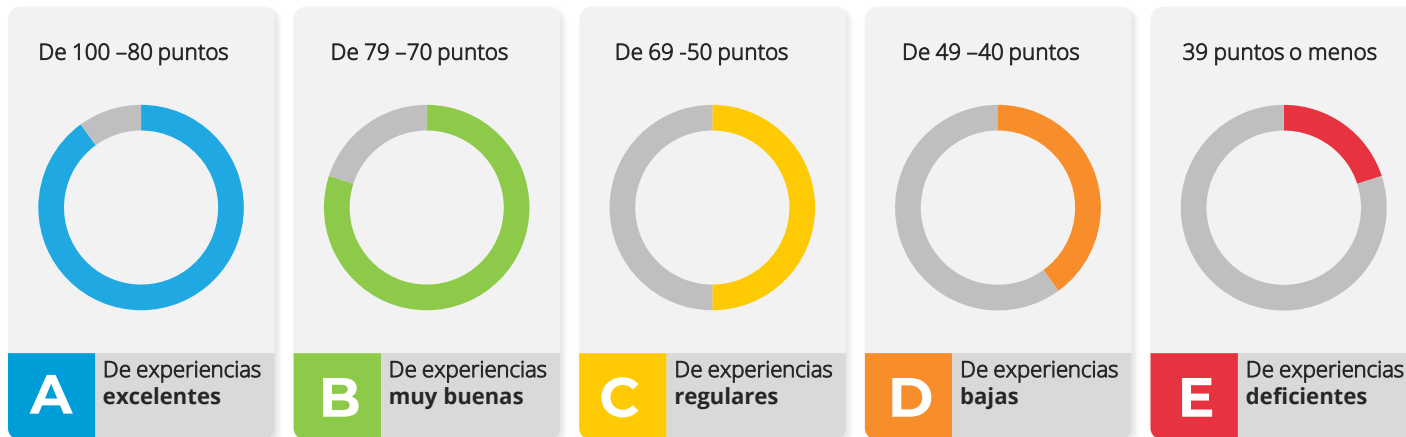 De 100 –80 puntos
A
De experiencias
excelentes
De 79 –70 puntos
B
De experiencias
muy buenas
De 69 -50 puntos
C
De experiencias
regulares
De 49 –40 puntos
D
De experiencias
bajas
39 puntos o menos
E
De experiencias
deficientes